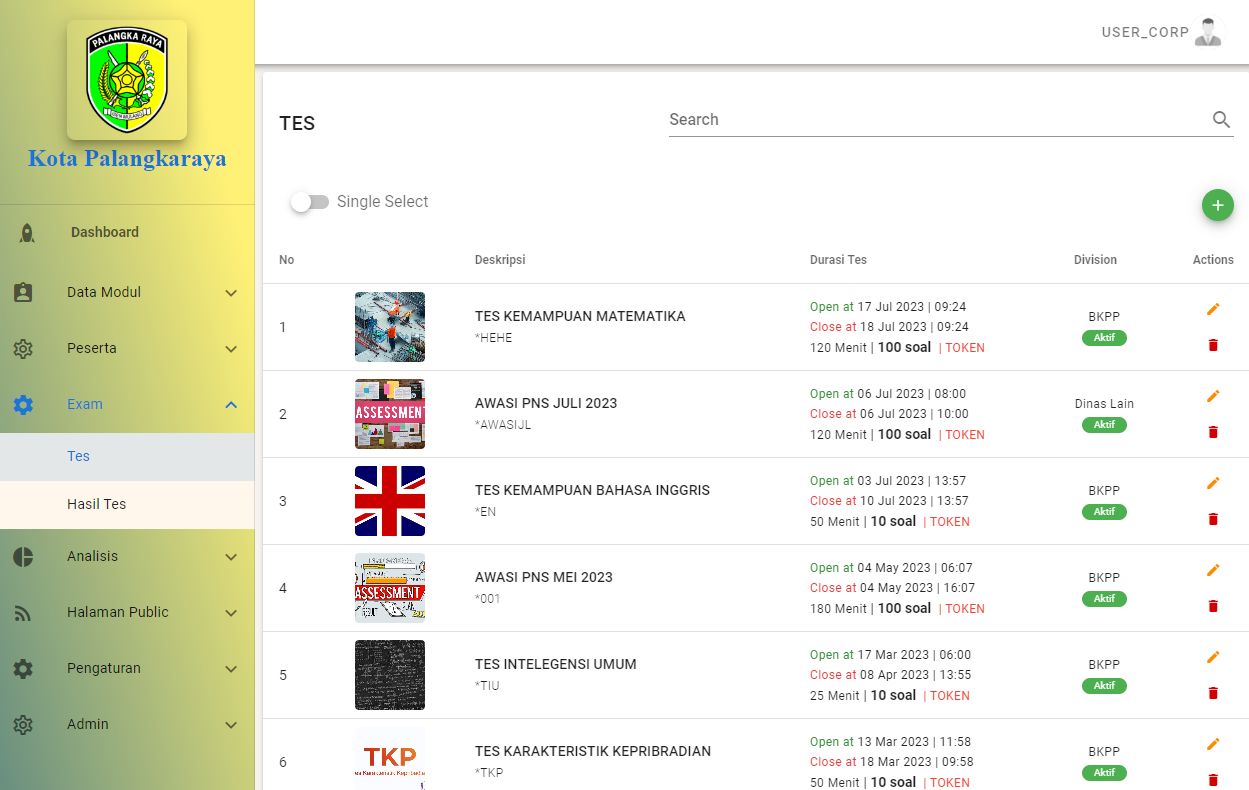 PALANGKA RAYA
Kota Palangkaraya
Dashboard
Data Modul
Peserta
Exam
Tes
Hasil Tes
Analisis
Halaman Public
Pengaturan
Admin
USER_CORP
TES
Search
Single Select
No Deskripsi Durasi Tes Division Actions
1
TES KEMAMPUAN MATEMATIKA
*HEHE
Open at 17 Jul 2023 | 09:24
Close at 18 Jul 2023 | 09:24
120 Menit | 100 soal | TOKEN
BKPP
Aktif
2
ASSESSMENT
AWASI PNS JULI 2023
*AWASIJL
Open at 06 Jul 2023 | 08:00
Close at 06 Jul 2023 | 10:00
120 Menit | 100 soal | TOKEN
Dinas Lain
Aktif
3
TES KEMAMPUAN BAHASA INGGRIS
*EN
Open at 03 Jul 2023 | 13:57
Close at 10 Jul 2023 | 13:57
50 Menit | 10 soal | TOKEN
BKPP
Aktif
4
ASSESSMENT
AWASI PNS MEI 2023
*001
Open at 04 May 2023 | 06:07
Close at 04 May 2023 | 16:07
180 Menit | 100 soal | TOKEN
BKPP
Aktif
5
TES INTELEGENSI UMUM
*TIU
Open at 17 Mar 2023 | 06:00
Close at 08 Apr 2023 | 13:55
25 Menit | 10 soal | TOKEN
BKPP
Aktif
6
TKP
es Karakteristik Kepribadia
TES KARAKTERISTIK KEPRIBRADIAN
*TKP
Open at 13 Mar 2023 | 11:58
Close at 18 Mar 2023 | 09:58
50 Menit | 10 soal | TOKEN
BKPP
Aktif